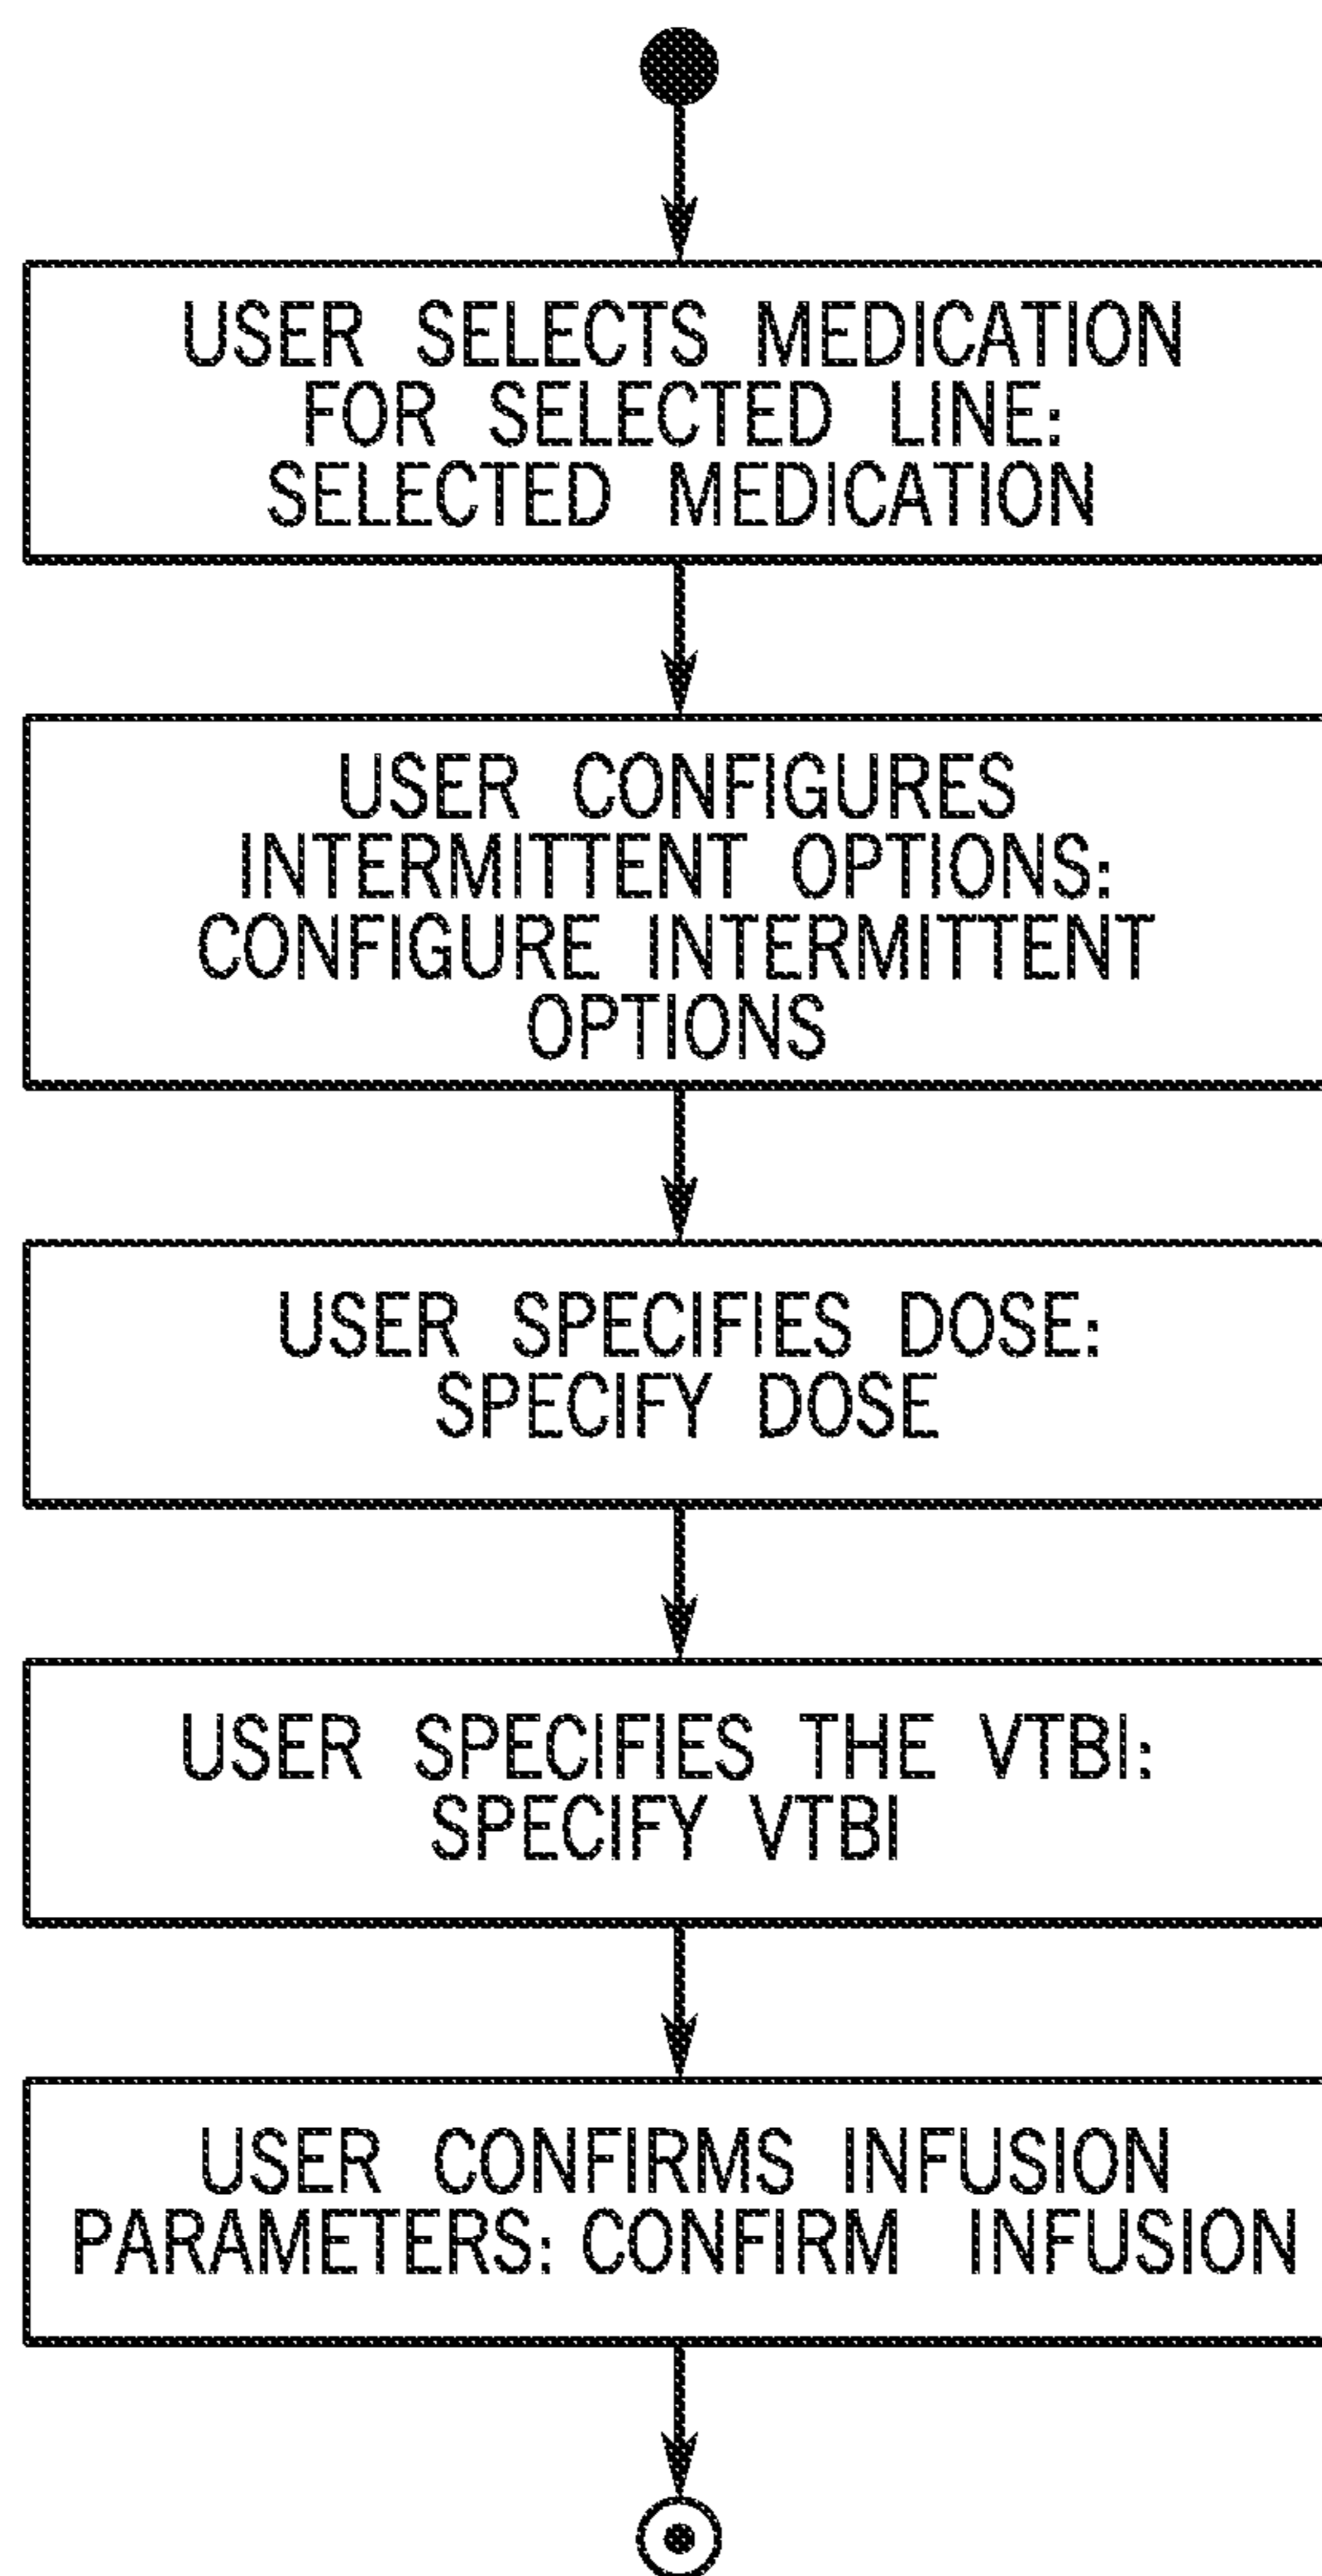 USER SELECTS MEDICATION
FOR SELECTED LINE:
SELECTED MEDICATION
USER CONFIGURES
INTERMITTENT OPTIONS:
CONFIGURE INTERMITTENT
OPTIONS
USER SPECIFIES DOSE:
SPECIFY DOSE
USER SPECIFIES THE VTBI:
SPECIFY VTBI
USER CONFIRMS INFUSION
PARAMETERS: CONFIRM INFUSION